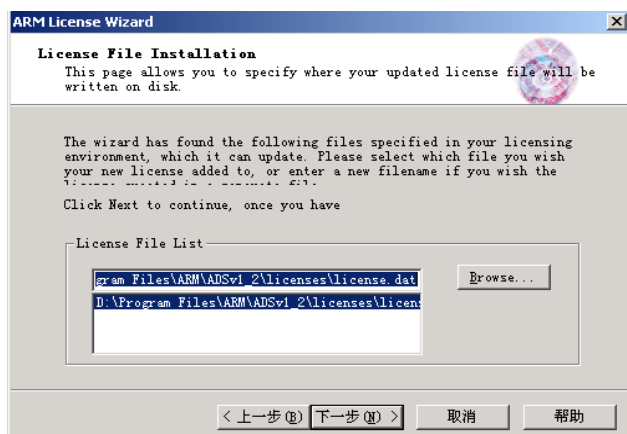 ARM License Wizard
License File Installation
This page allows you to specify where your updated license file will be
written on disk.
The wizard has found the following files specified in your licensing
environment, which it can update. Please select which file you wish
your new license added to, or enter a new filename if you wish the
Click Next to continue, once you have
License File List
gram Files\ARM\ADSv1_2\licenses\license.dat
Browse...
D:\Program Files\ARM\ADSv1_2\licenses\licens
< 上一步(B)
下一步(N) >
取消
帮助